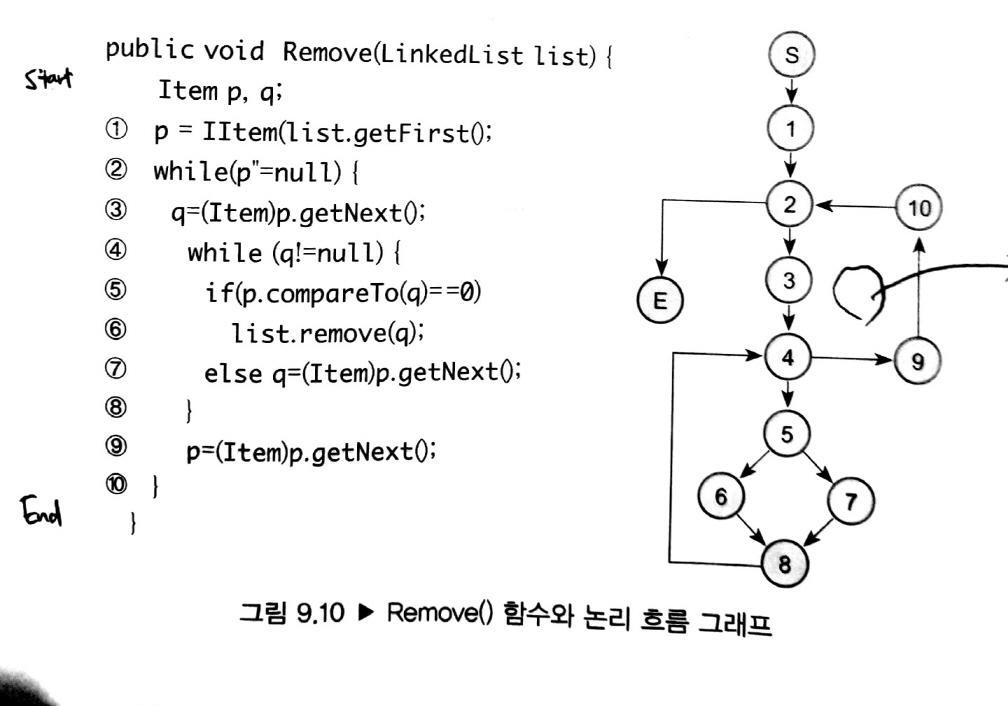 public void Remove(LinkedList list) {
Start
Item p, q;
① p = IItem(list.getFirst();
② while(p"=null) {
③ q=(Item)p.getNext();
④ while (q!=null) {
⑤ if(p.compareTo(q)==0)
⑥ list.remove(q);
⑦ else q=(Item)p.getNext();
⑧ }
⑨ p=(Item)p.getNext();
⑩ }
End
}
S
1
2
10
3
E
4
9
5
6
7
8
그림 9.10 ▶ Remove() 함수와 논리 흐름 그래프